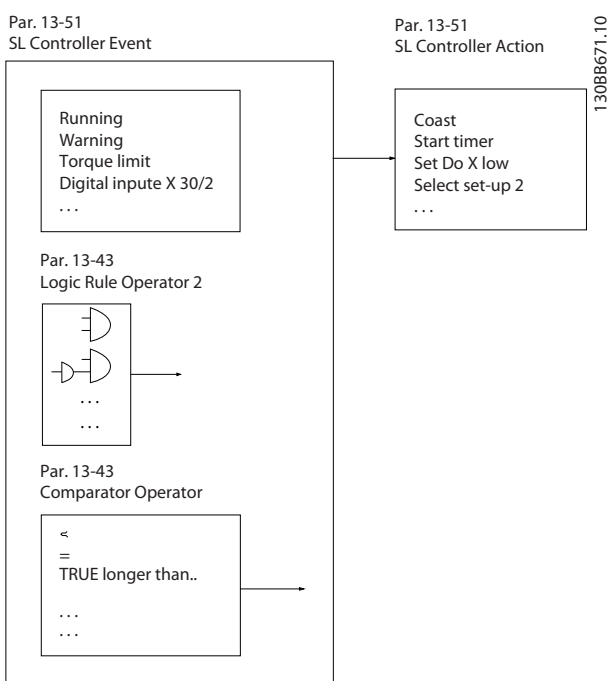 Par. 13-51
SL Controller Event
Par. 13-51
SL Controller Action
130BB671.10
Running
Warning
Torque limit
Digital inpute X 30/2
. . .
Coast
Start timer
Set Do X low
Select set-up 2
. . .
Par. 13-43
Logic Rule Operator 2
. . .
. . .
Par. 13-43
Comparator Operator
<
=
TRUE longer than..
. . .
. . .